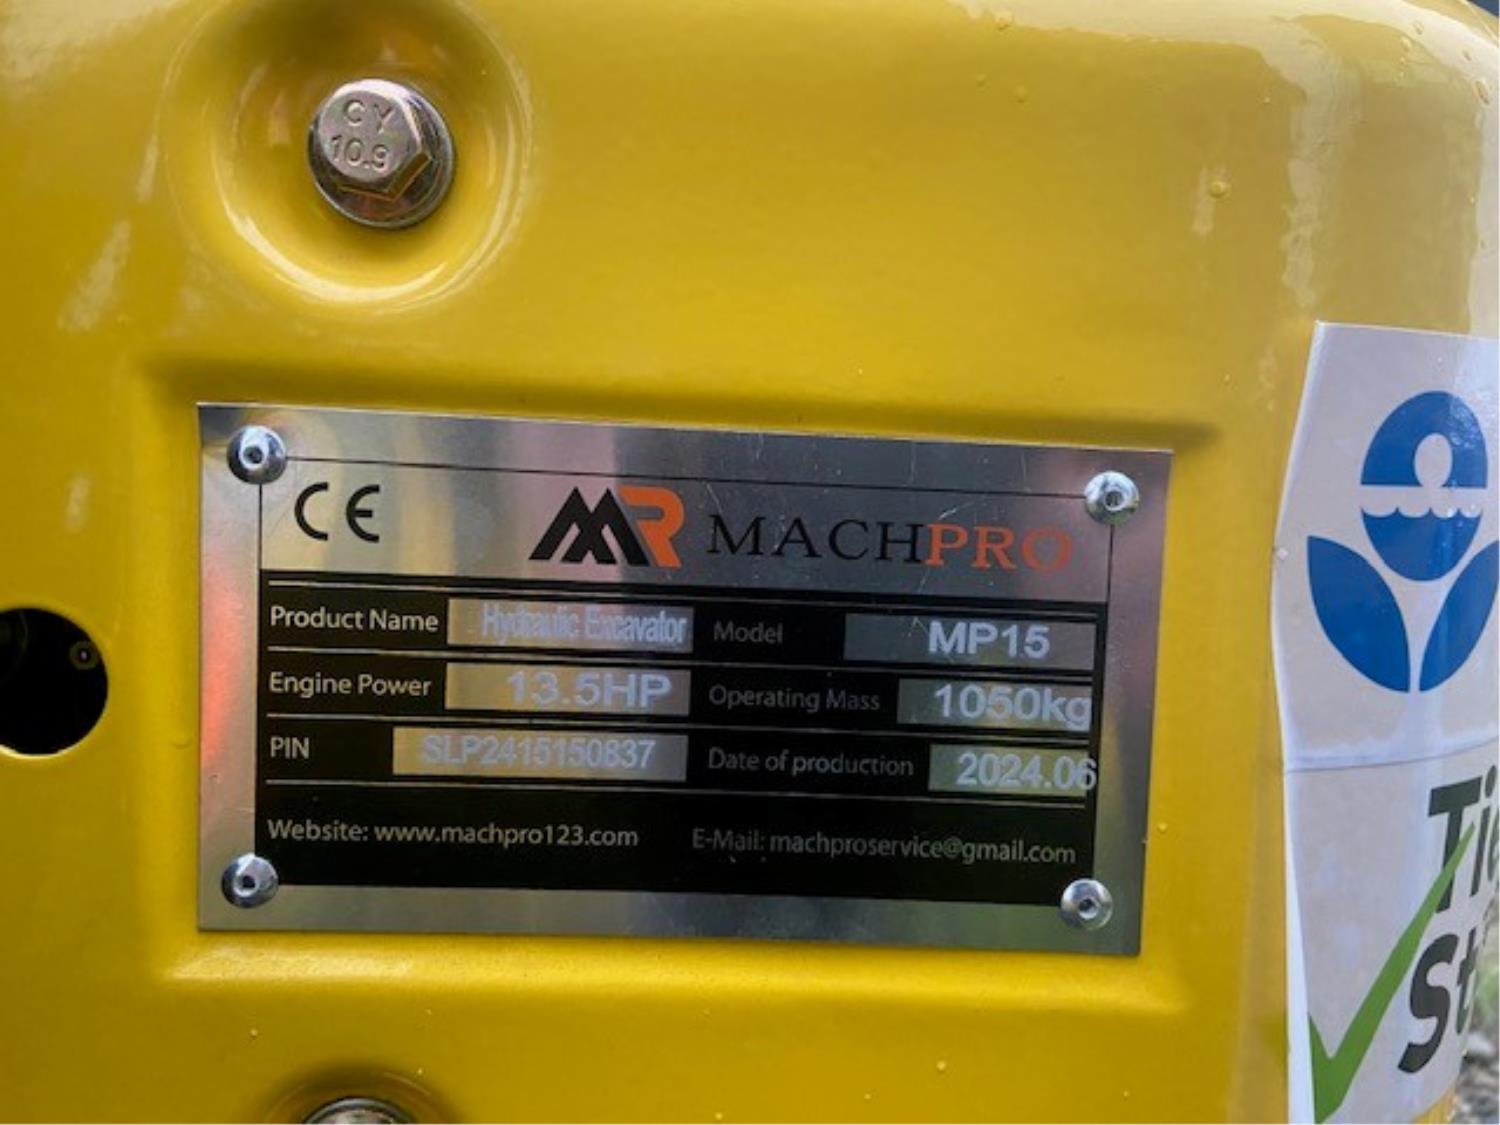 CY
10.9
CE
MR MACHPRO
Product Name Hydraulic Excavator Model MP15
Engine Power 13.5HP Operating Mass 1050kg
PIN SLP2415150837 Date of production 2024.06
Website: www.machpro123.com E-Mail: machproservice@gmail.com